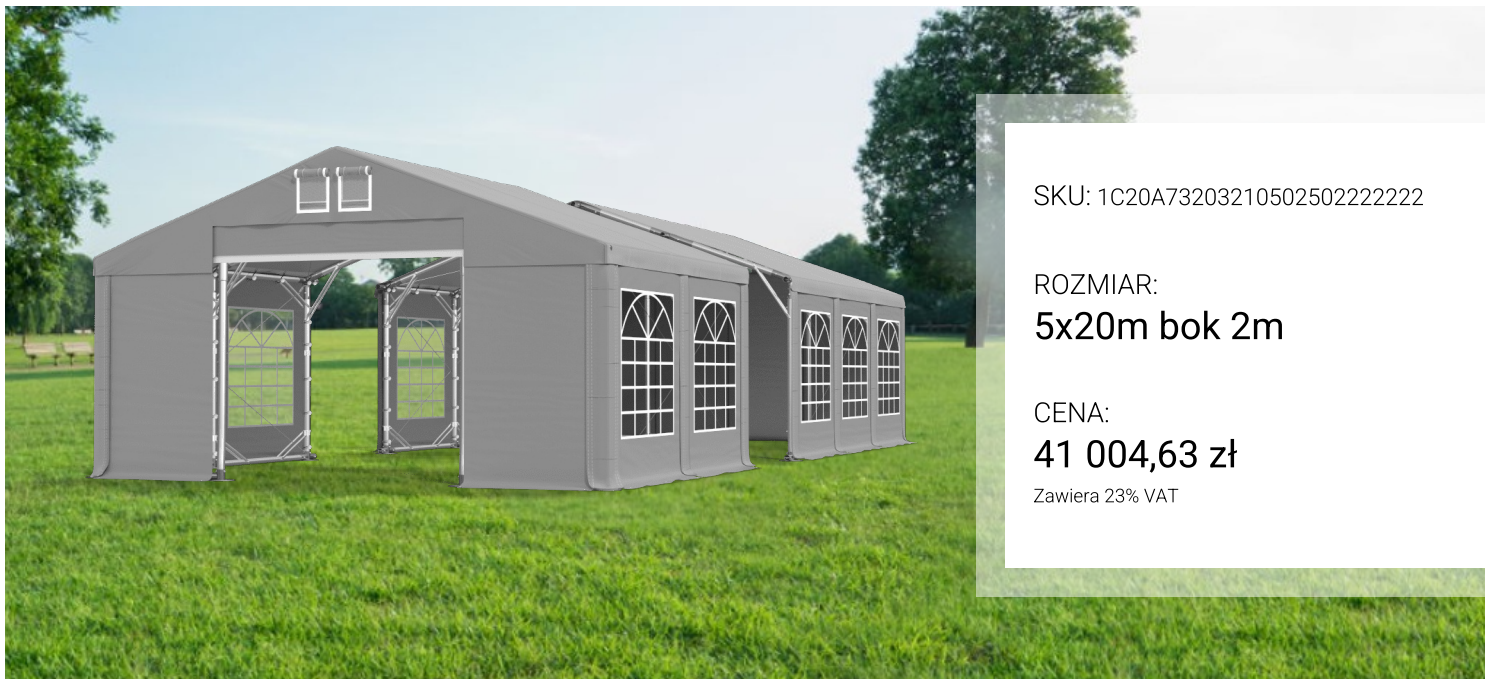 SKU: 1C20A73203210502502222222
ROZMIAR:
5x20m bok 2m
CENA:
41 004,63 zł
Zawiera 23% VAT